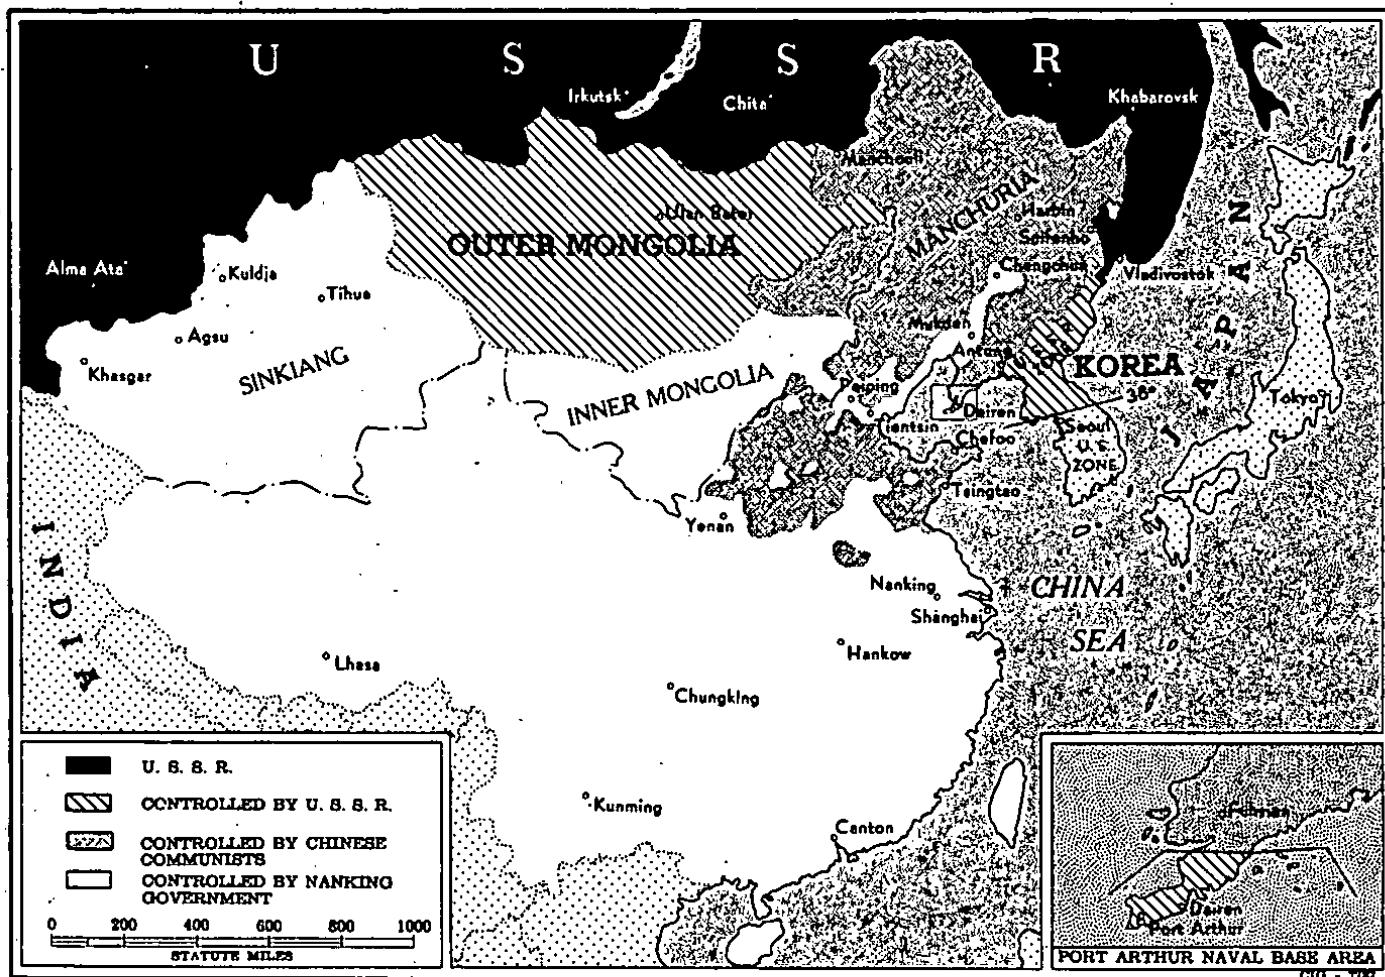 U S S R
Irkutsk
Chita
Khabarovsk
Manchouli
MANCHURIA
Ulan Bator
OUTER MONGOLIA
Harbin
Alma Ata
Kuldja
Tihua
Changchun
Vladivostok
JAPAN
Agsu
Khasgar
SINKIANG
Mukden
Antung
KOREA
INNER MONGOLIA
Peiping
Tientsin
Dairen
38°
Tokyo
Chefoo
Seoul
U. S.
ZONE
Tsingtao
Yenan
INDIA
Nanking
CHINA
SEA
Shanghai
Lhasa
Hankow
Chungking
Kunming
Canton
U. S. S. R.
CONTROLLED BY U. S. S. R.
CONTROLLED BY CHINESE
COMMUNISTS
CONTROLLED BY NANKING
GOVERNMENT
0 200 400 600 800 1000
STATUTE MILES
Dairen
Port Arthur
PORT ARTHUR NAVAL BASE AREA